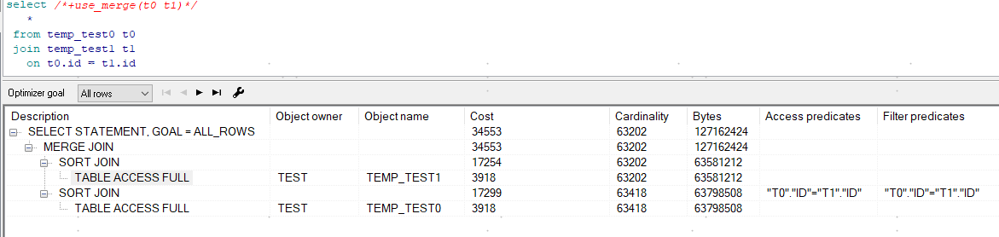 select /*+use_merge(t0 t1)*/
*
from temp_test0 t0
join temp_test1 t1
on t0.id = t1.id
Optimizer goal All rows
Description Object owner Object name Cost Cardinality Bytes Access predicates Filter predicates
SELECT STATEMENT, GOAL = ALL_ROWS 34553 63202 127162424
MERGE JOIN 34553 63202 127162424
SORT JOIN 17254 63202 63581212
TABLE ACCESS FULL TEST TEMP_TEST1 3918 63202 63581212
SORT JOIN 17299 63418 63798508 "T0"."ID"="T1"."ID" "T0"."ID"="T1"."ID"
TABLE ACCESS FULL TEST TEMP_TEST0 3918 63418 63798508